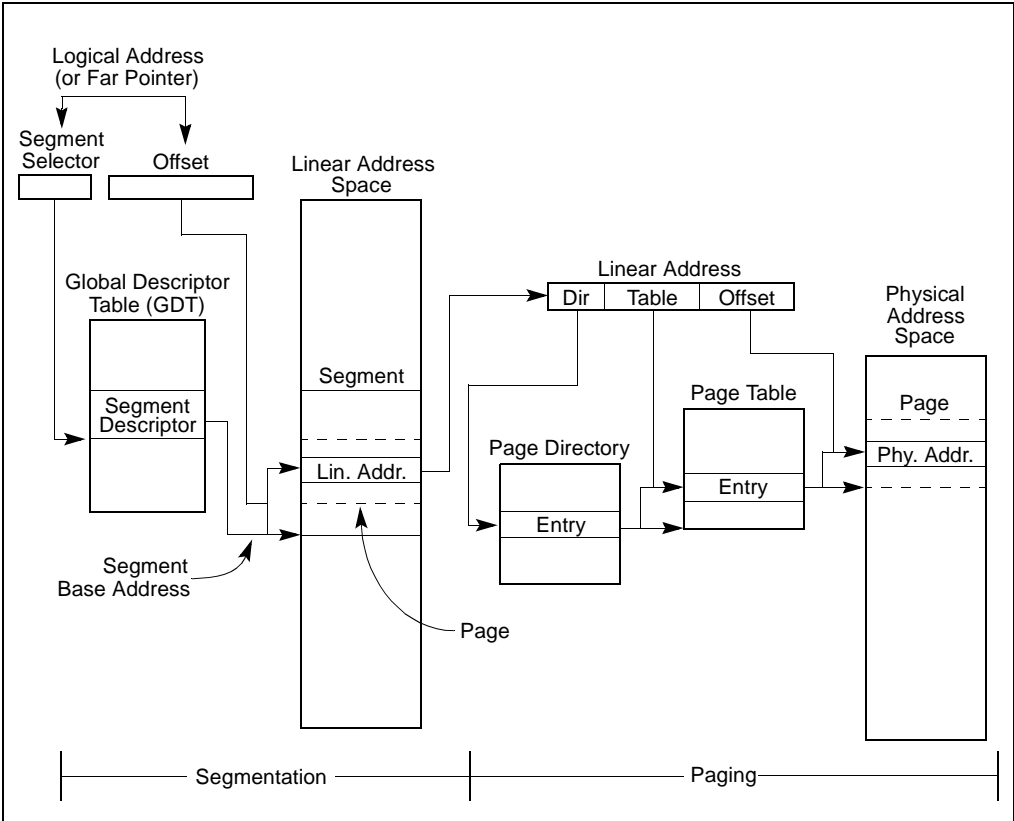 Logical Address
(or Far Pointer)
Segment
Selector
Offset
Linear Address
Space
Global Descriptor
Table (GDT)
Segment
Descriptor
Segment
Lin. Addr.
Segment
Base Address
Page
Linear Address
Dir
Table
Offset
Physical
Address
Space
Page Table
Page
Page Directory
Phy. Addr.
Entry
Entry
Segmentation
Paging